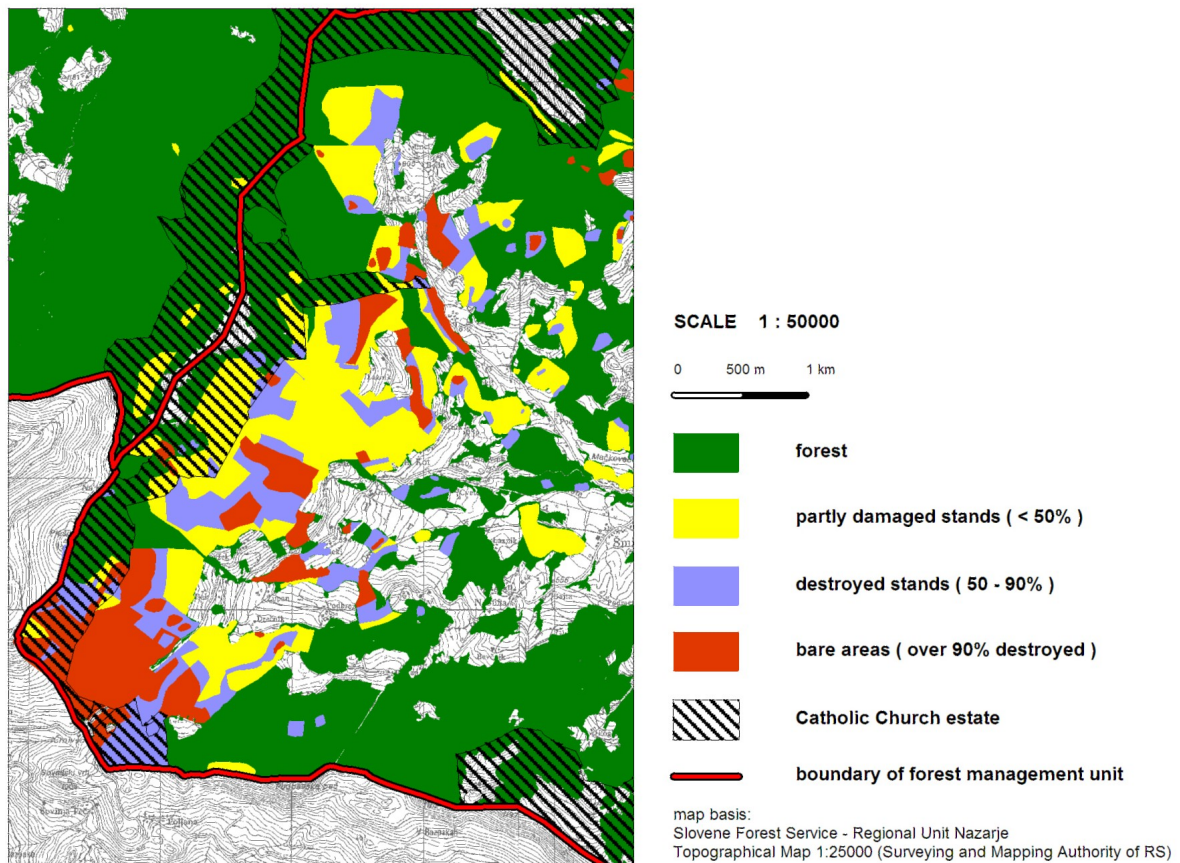 SCALE 1 : 50000
0 500 m 1 km
forest
partly damaged stands ( < 50% )
destroyed stands ( 50 - 90% )
bare areas ( over 90% destroyed )
Catholic Church estate
boundary of forest management unit
map basis:
Slovene Forest Service - Regional Unit Nazarje
Topographical Map 1:25000 (Surveying and Mapping Authority of RS)